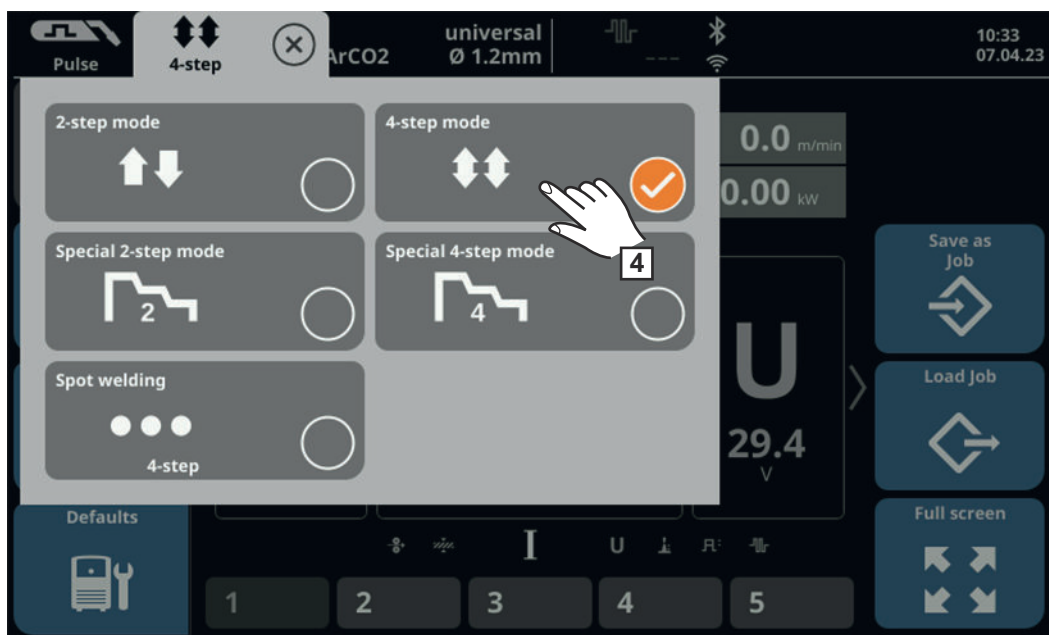 Pulse
4-step
ArCO2
universal
Ø 1.2mm
---
10:33
07.04.23
2-step mode
4-step mode
0.0 m/min
0.00 kW
Special 2-step mode
2
Special 4-step mode
4
4
Save as
Job
Spot welding
4-step
U
29.4
V
Load Job
Defaults
I
U
Full screen
1
2
3
4
5